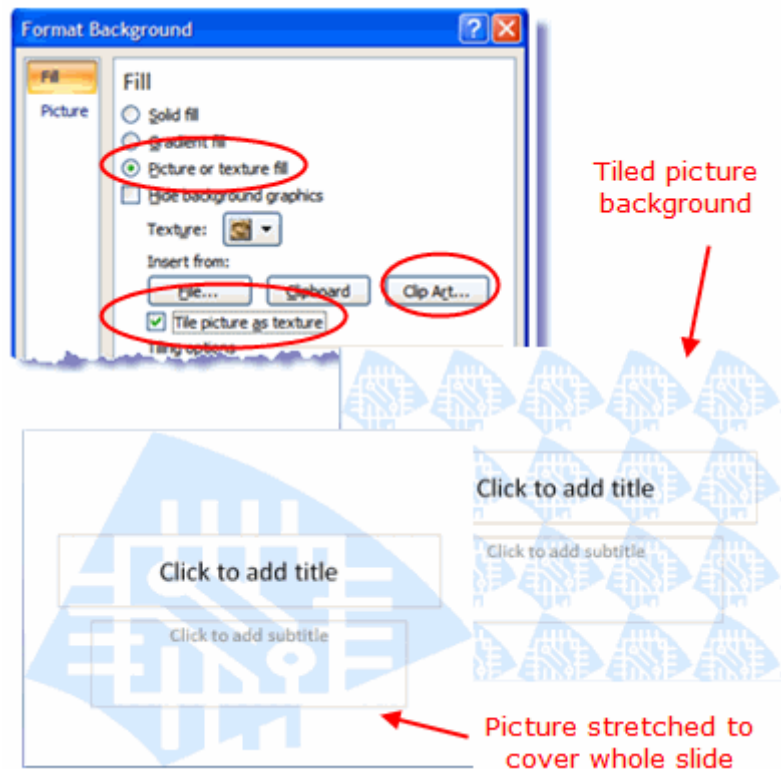 Format Background
Fill
Picture
Fill
Solid fill
Gradient fill
Picture or texture fill
Hide background graphics
Texture:
Insert from:
File...
Clipboard
Clip Art...
Tile picture as texture
Tiling options
Tiled picture
background
Click to add title
Click to add subtitle
Click to add title
Click to add subtitle
Picture stretched to
cover whole slide